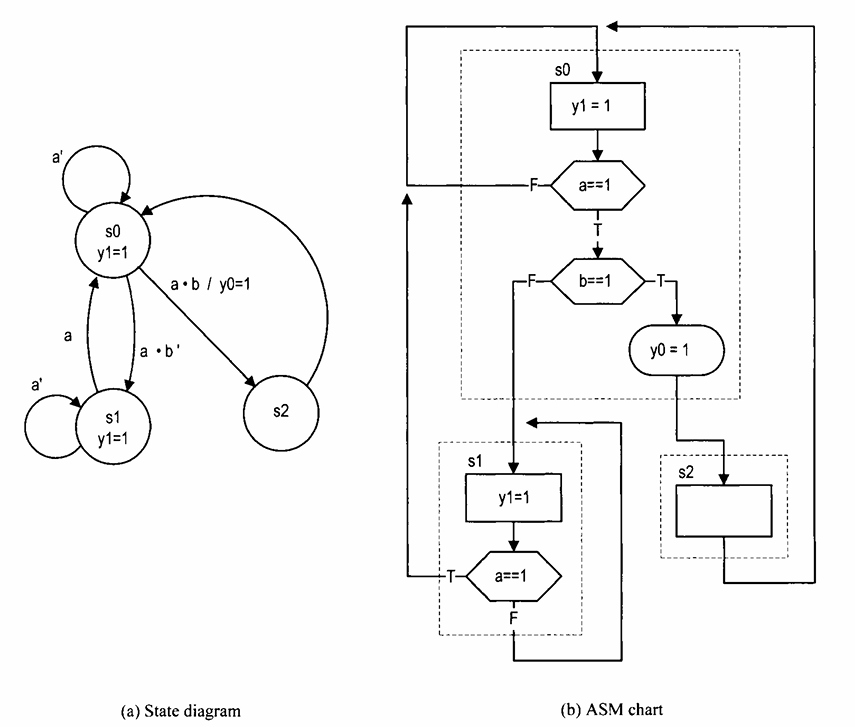 a'
s0
y1=1
a • b / y0=1
a
a • b'
a'
s1
y1=1
s2
(a) State diagram
s0
y1 = 1
F
a==1
T
F
b==1
T
y0 = 1
s1
y1=1
T
a==1
F
s2
(b) ASM chart